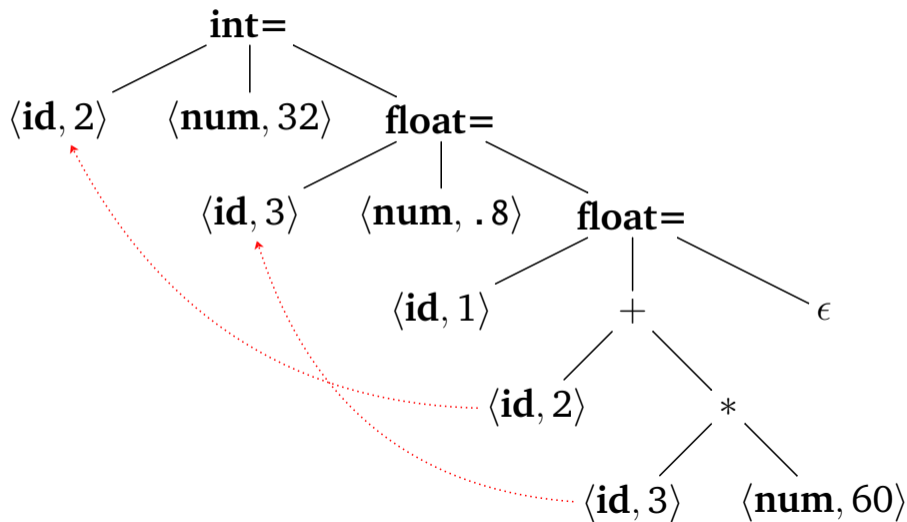 int=
⟨id, 2⟩ ⟨num, 32⟩ float=
⟨id, 3⟩ ⟨num, .8⟩ float=
⟨id, 1⟩ + ϵ
⟨id, 2⟩ *
⟨id, 3⟩ ⟨num, 60⟩